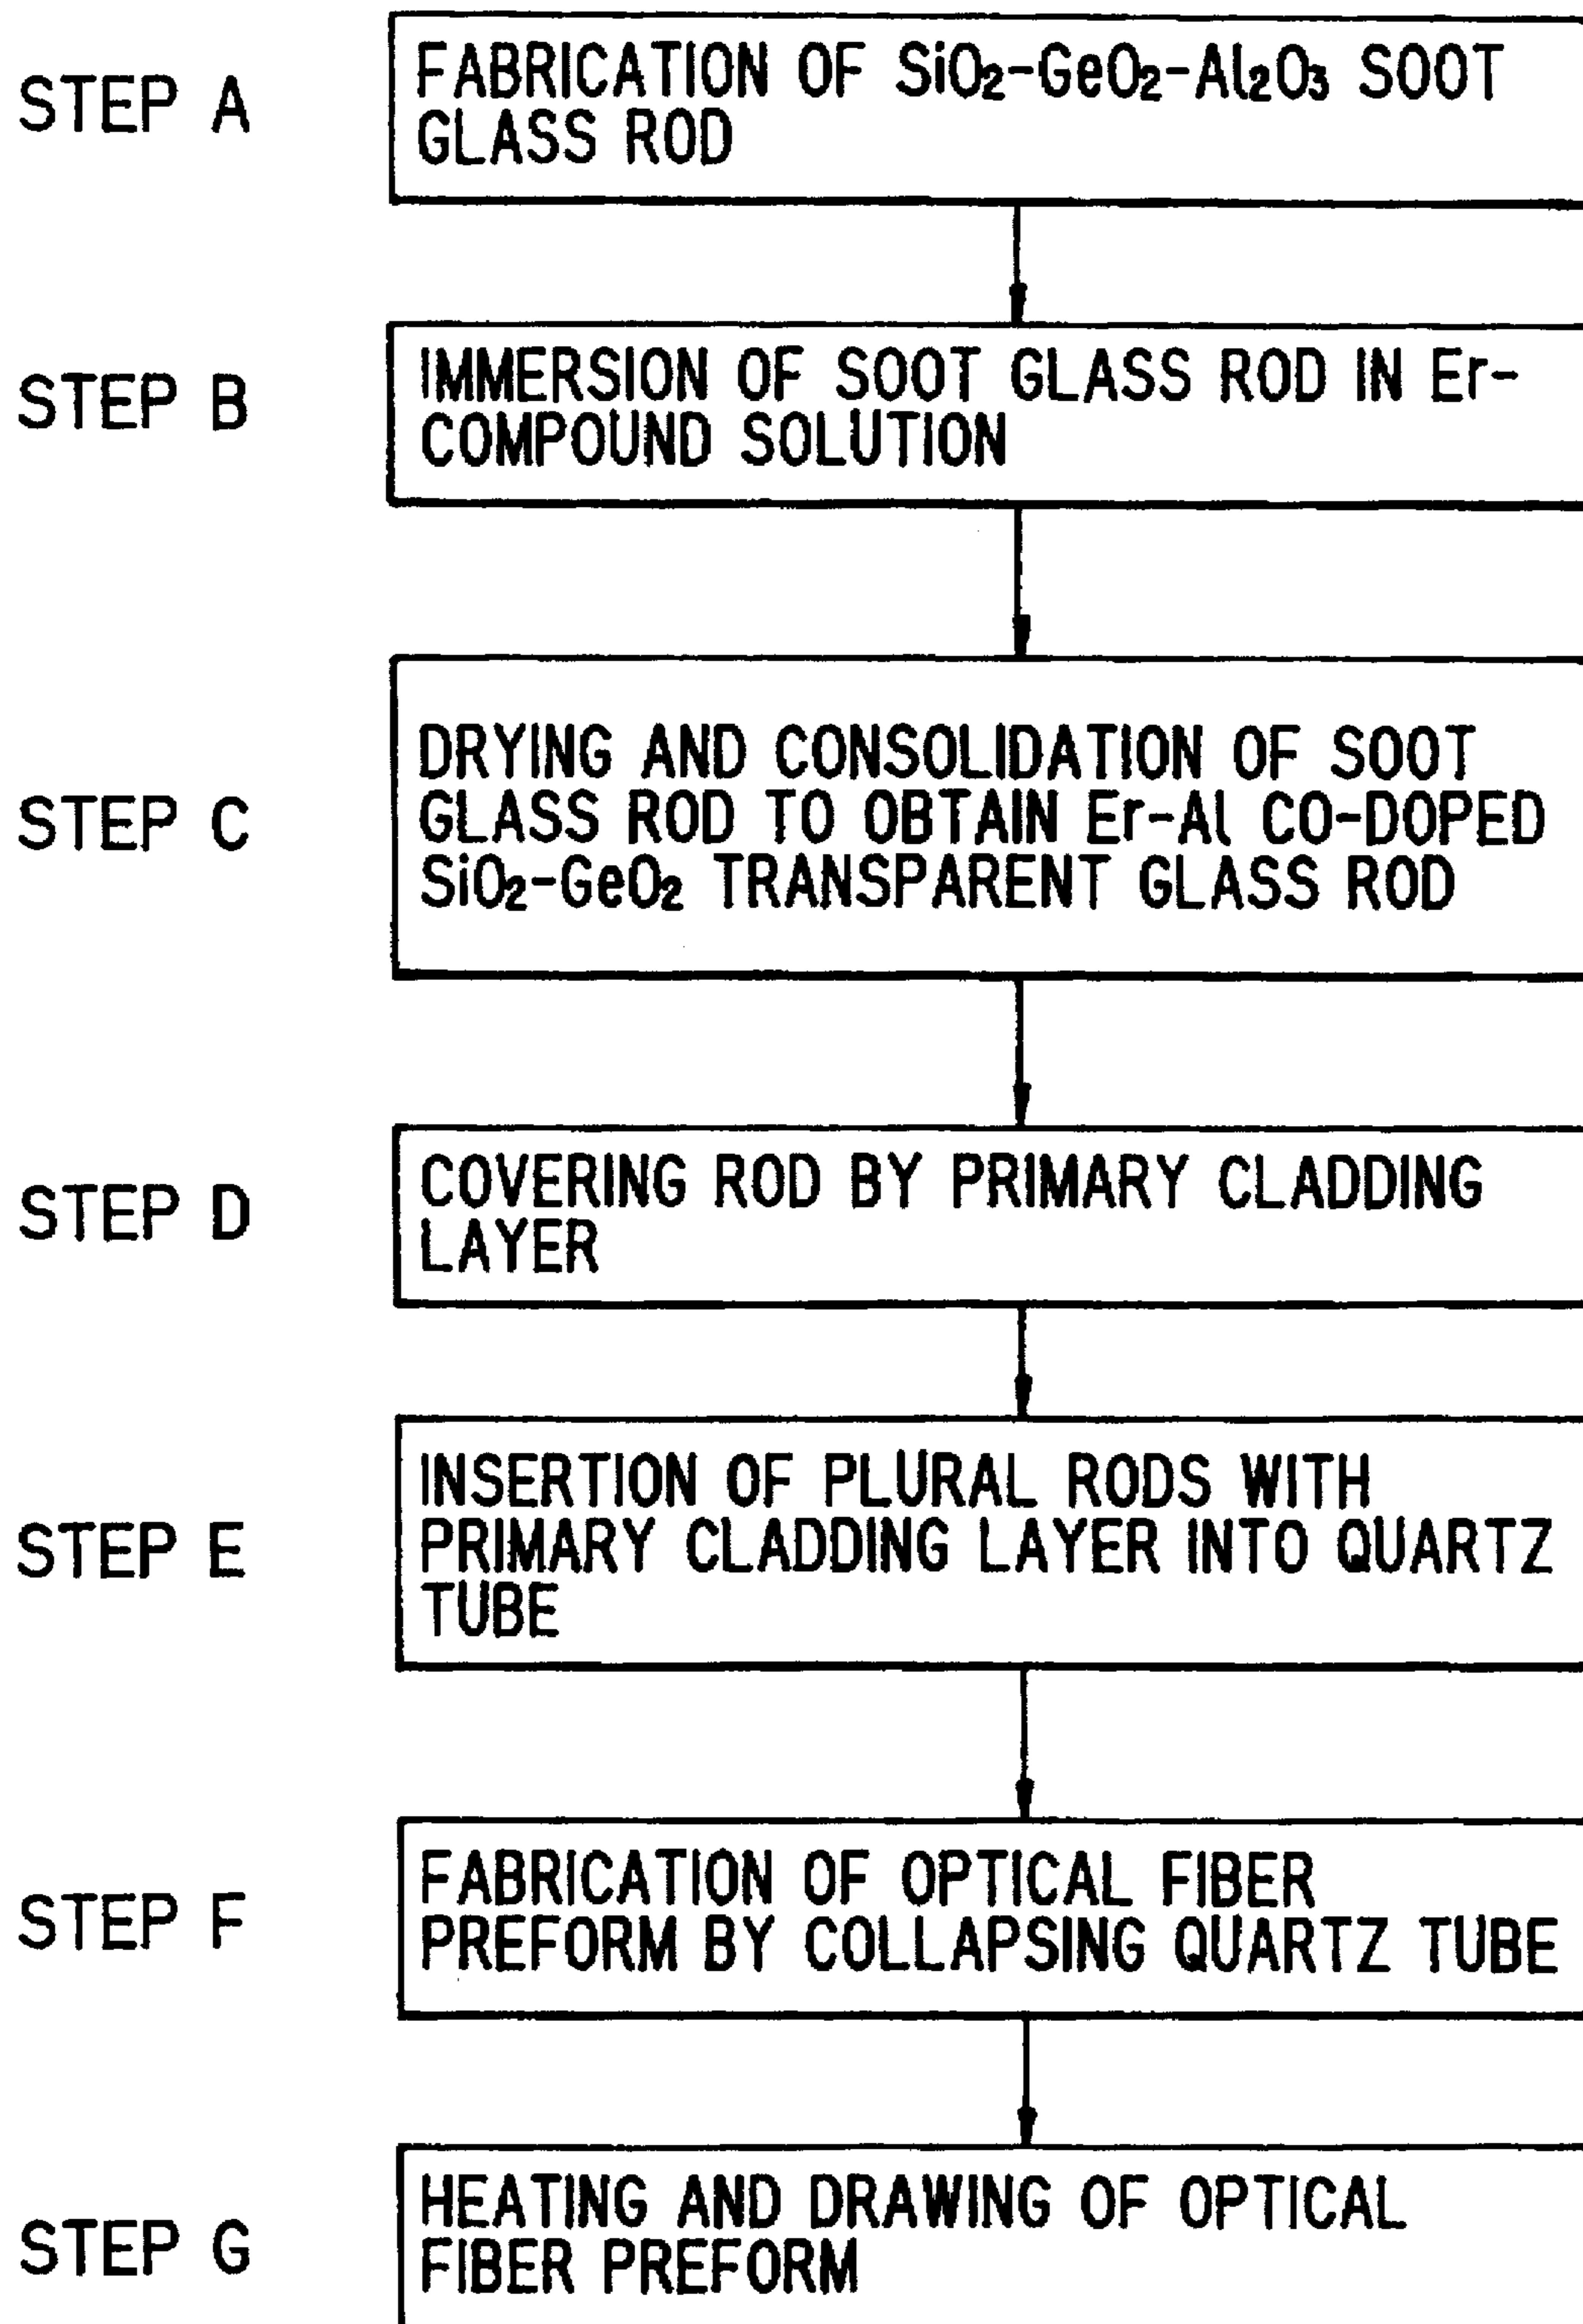 STEP A
FABRICATION OF SiO₂-GeO₂-Al₂O₃ SOOT
GLASS ROD
STEP B
IMMERSION OF SOOT GLASS ROD IN Er-
COMPOUND SOLUTION
STEP C
DRYING AND CONSOLIDATION OF SOOT
GLASS ROD TO OBTAIN Er-Al CO-DOPED
SiO₂-GeO₂ TRANSPARENT GLASS ROD
STEP D
COVERING ROD BY PRIMARY CLADDING
LAYER
STEP E
INSERTION OF PLURAL RODS WITH
PRIMARY CLADDING LAYER INTO QUARTZ
TUBE
STEP F
FABRICATION OF OPTICAL FIBER
PREFORM BY COLLAPSING QUARTZ TUBE
STEP G
HEATING AND DRAWING OF OPTICAL
FIBER PREFORM